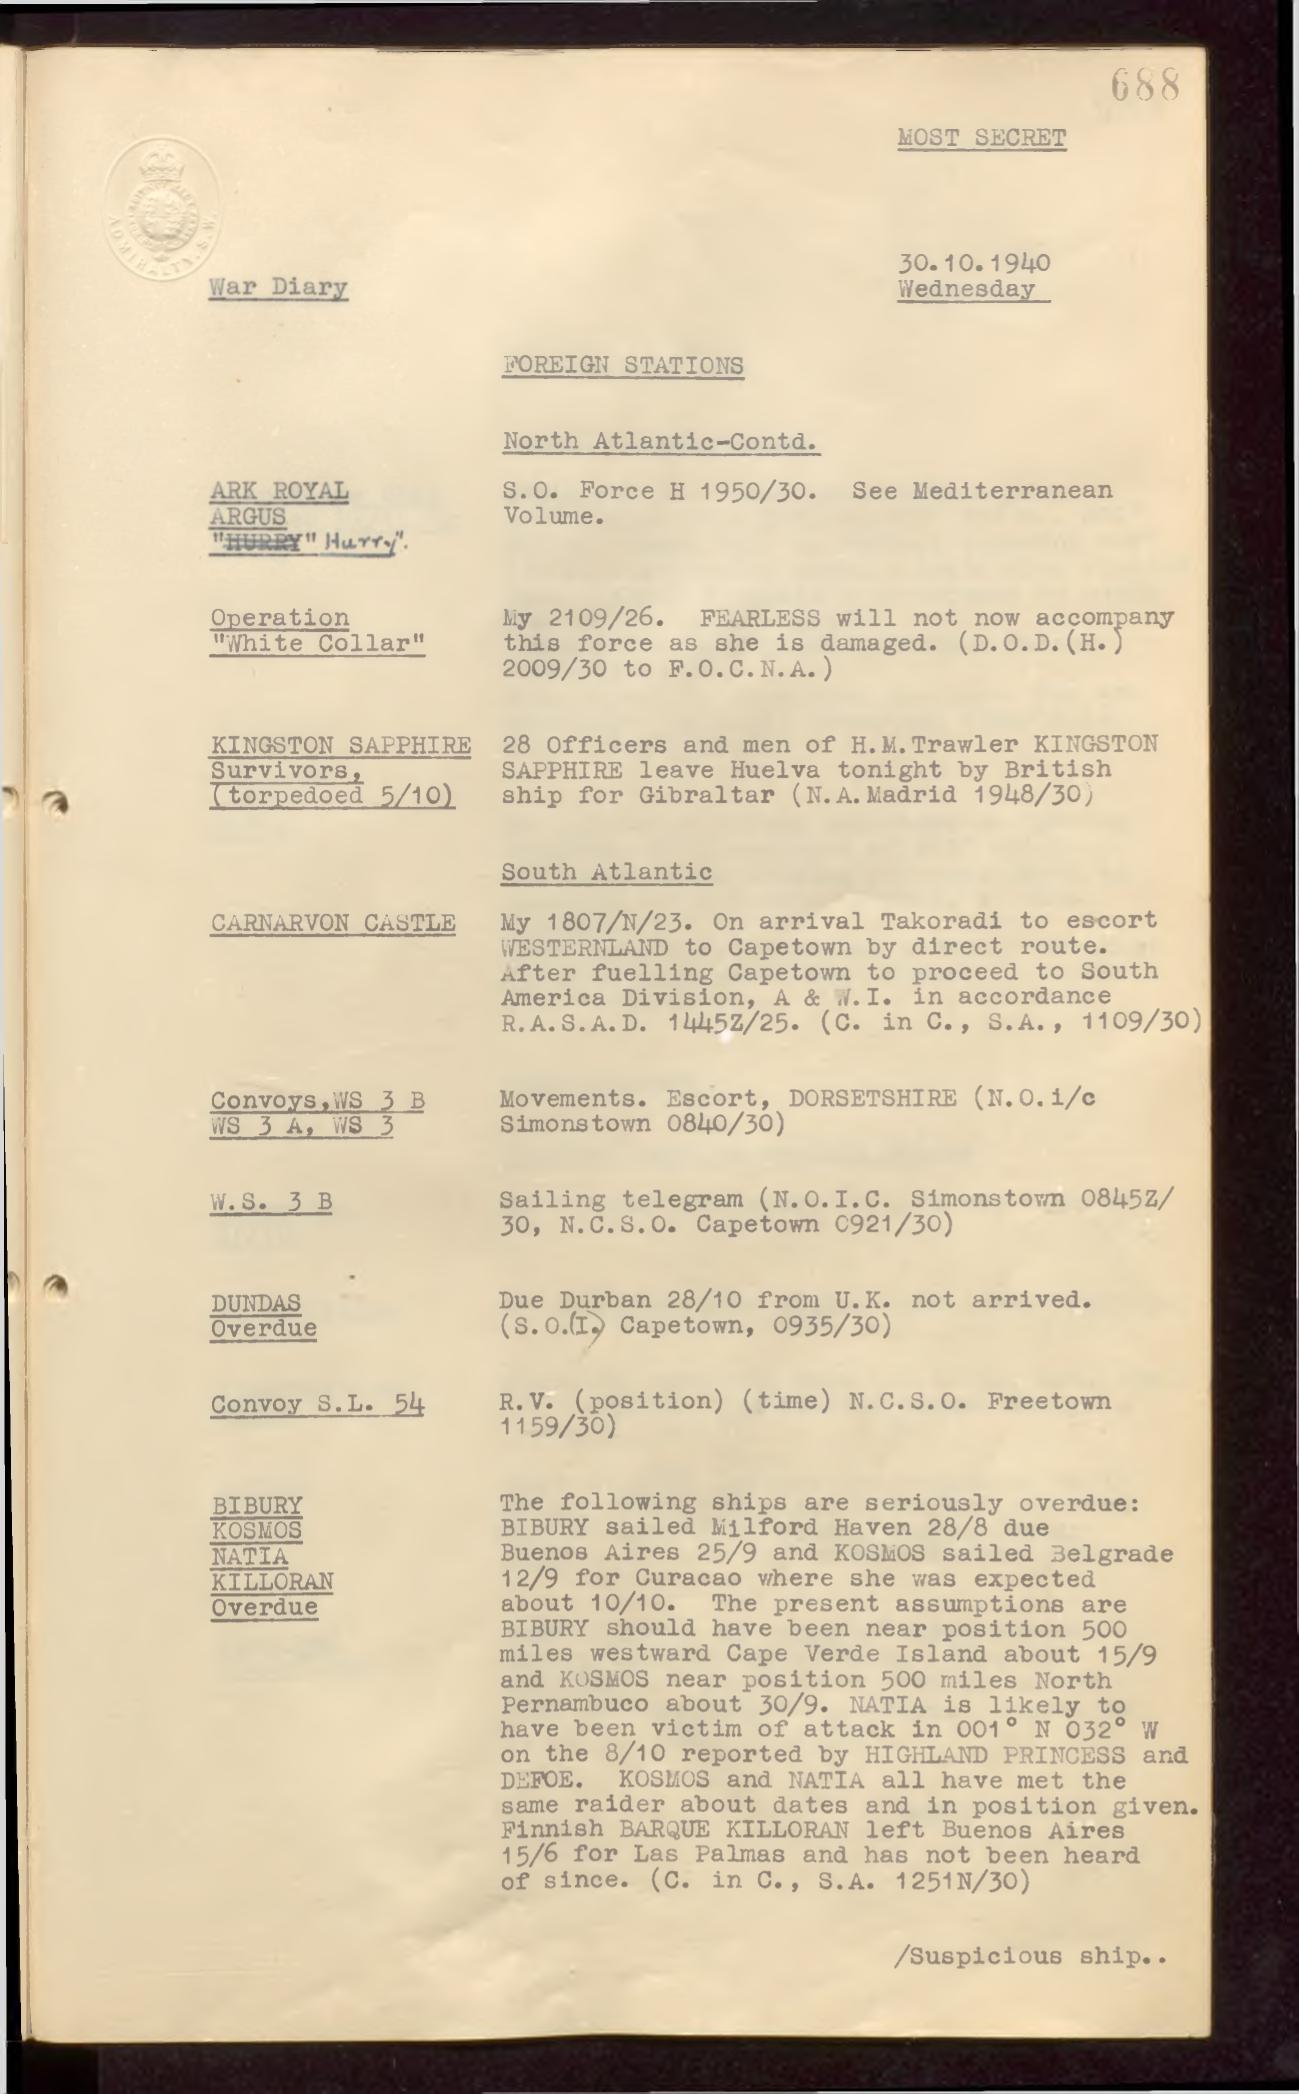 688
MOST SECRET
ADMIRALTY. S.W.
30.10.1940
War Diary
Wednesday
FOREIGN STATIONS
North Atlantic-Contd.
ARK ROYAL
ARGUS
"HURRY" Hurry".
S.O. Force H 1950/30. See Mediterranean
Volume.
Operation
"White Collar"
My 2109/26. FEARLESS will not now accompany
this force as she is damaged. (D.O.D.(H.)
2009/30 to F.O.C.N.A.)
KINGSTON SAPPHIRE
Survivors,
(torpedoed 5/10)
28 Officers and men of H.M.Trawler KINGSTON
SAPPHIRE leave Huelva tonight by British
ship for Gibraltar (N.A.Madrid 1948/30)
South Atlantic
CARNARVON CASTLE
My 1807/N/23. On arrival Takoradi to escort
WESTERNLAND to Capetown by direct route.
After fuelling Capetown to proceed to South
America Division, A & W.I. in accordance
R.A.S.A.D. 1445Z/25. (C. in C., S.A., 1109/30)
Convoys,WS 3 B
WS 3 A, WS 3
Movements. Escort, DORSETSHIRE (N.O.i/c
Simonstown 0840/30)
W.S. 3 B
Sailing telegram (N.O.I.C. Simonstown 0845Z/
30, N.C.S.O. Capetown 0921/30)
DUNDAS
Overdue
Due Durban 28/10 from U.K. not arrived.
(S.O.(I.) Capetown, 0935/30)
Convoy S.L. 54
R.V. (position) (time) N.C.S.O. Freetown
1159/30)
BIBURY
KOSMOS
NATIA
KILLORAN
Overdue
The following ships are seriously overdue:
BIBURY sailed Milford Haven 28/8 due
Buenos Aires 25/9 and KOSMOS sailed Belgrade
12/9 for Curacao where she was expected
about 10/10. The present assumptions are
BIBURY should have been near position 500
miles westward Cape Verde Island about 15/9
and KOSMOS near position 500 miles North
Pernambuco about 30/9. NATIA is likely to
have been victim of attack in 001° N 032° W
on the 8/10 reported by HIGHLAND PRINCESS and
DEFOE. KOSMOS and NATIA all have met the
same raider about dates and in position given.
Finnish BARQUE KILLORAN left Buenos Aires
15/6 for Las Palmas and has not been heard
of since. (C. in C., S.A. 1251N/30)
/Suspicious ship..